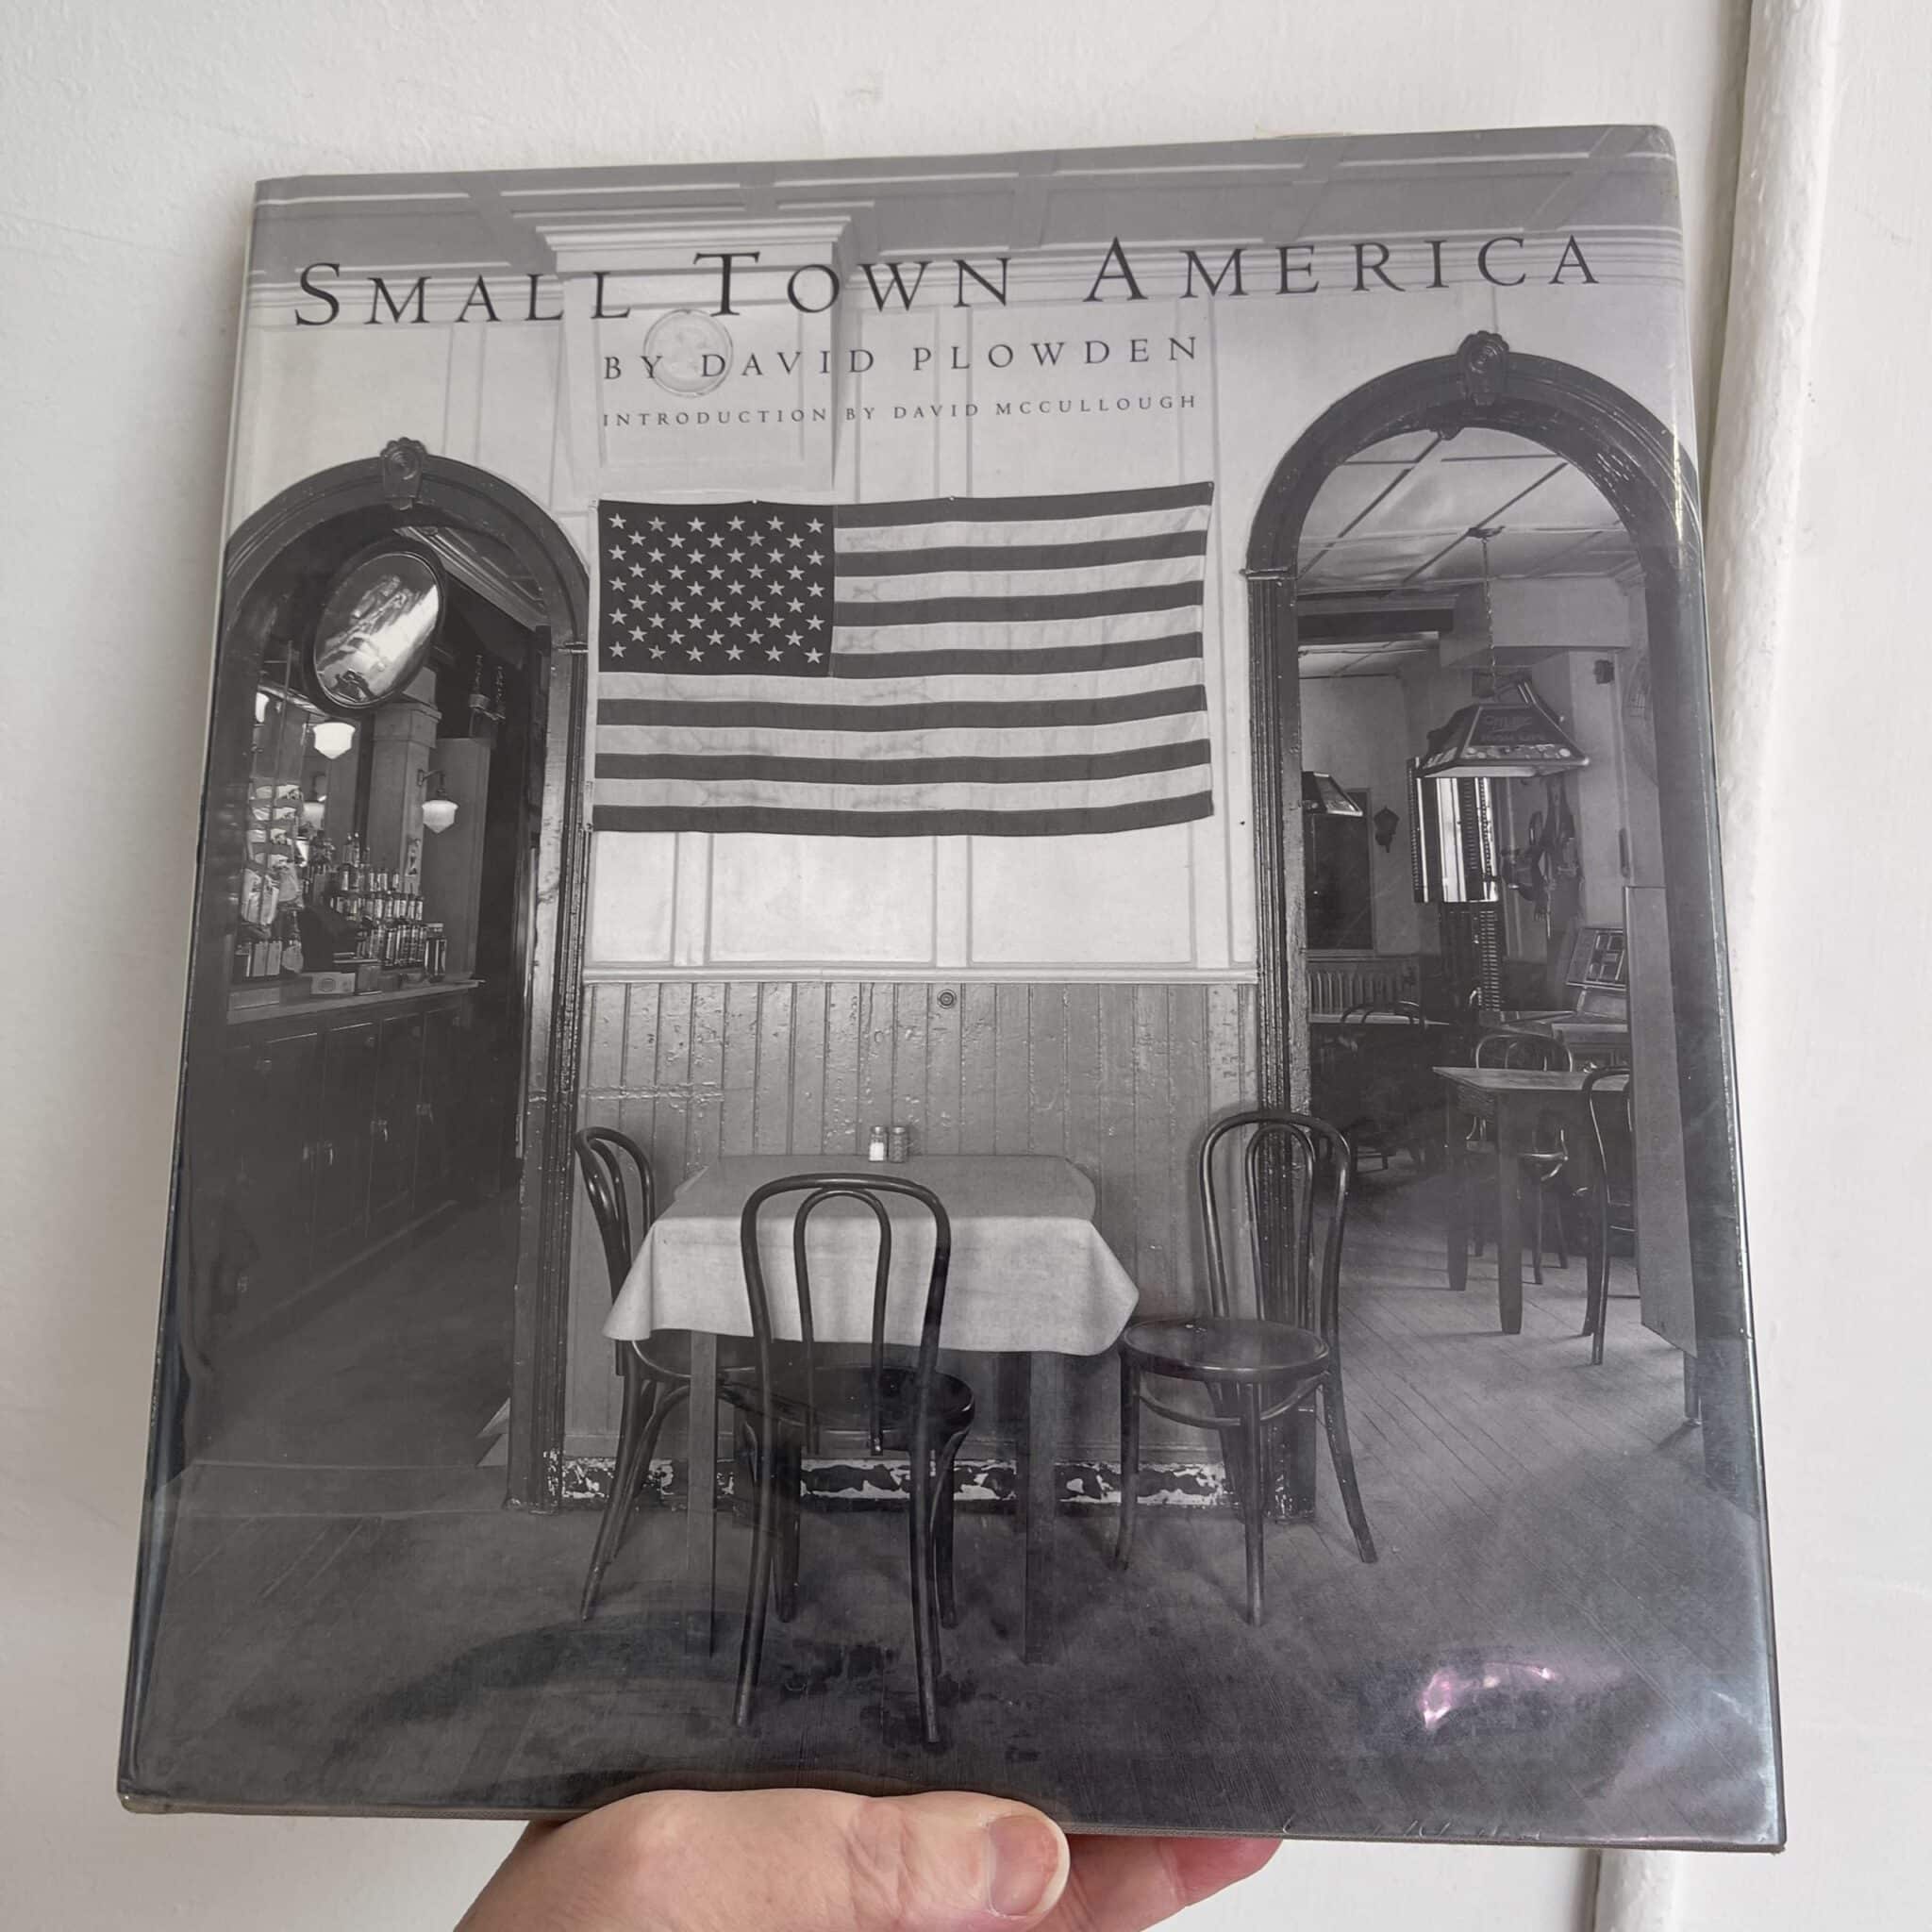 SMALL TOWN AMERICA
BY DAVID PLOWDEN
INTRODUCTION BY DAVID MCCULLOUGH